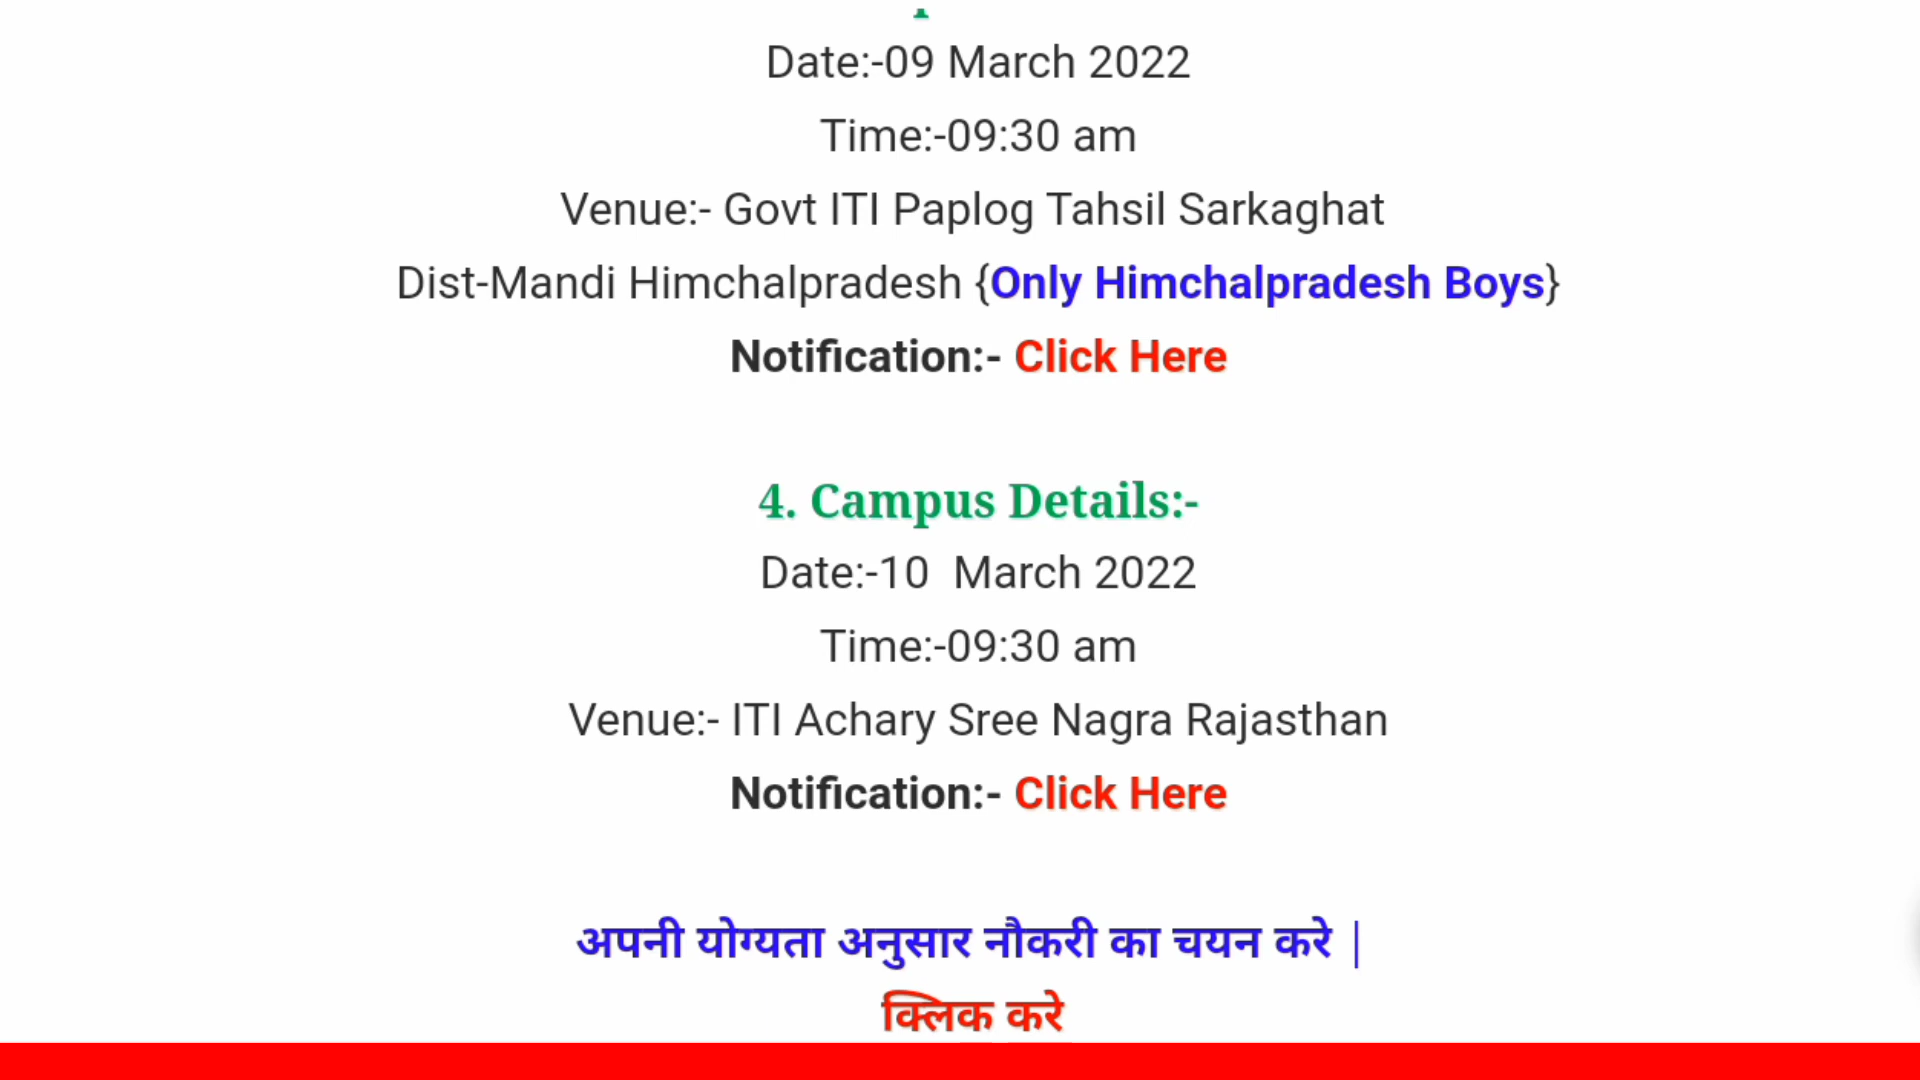 Date:-09 March 2022
Time:-09:30 am
Venue:- Govt ITI Paplog Tahsil Sarkaghat
Dist-Mandi Himchalpradesh {Only Himchalpradesh Boys}
Notification:- Click Here
4. Campus Details:-
Date:-10  March 2022
Time:-09:30 am
Venue:- ITI Achary Sree Nagra Rajasthan
Notification:- Click Here
अपनी योग्यता अनुसार नौकरी का चयन करे |
क्लिक करे